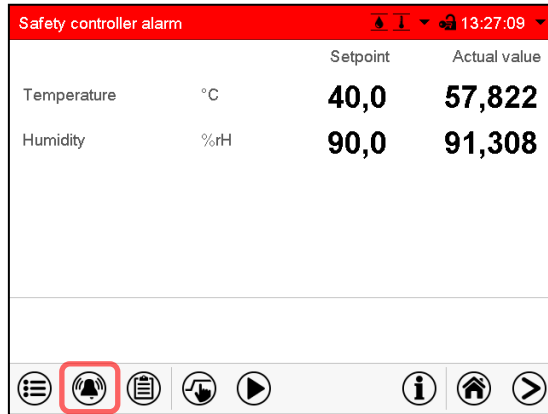 Safety controller alarm 13:27:09
Setpoint Actual value
Temperature °C 40,0 57,822
Humidity %rH 90,0 91,308